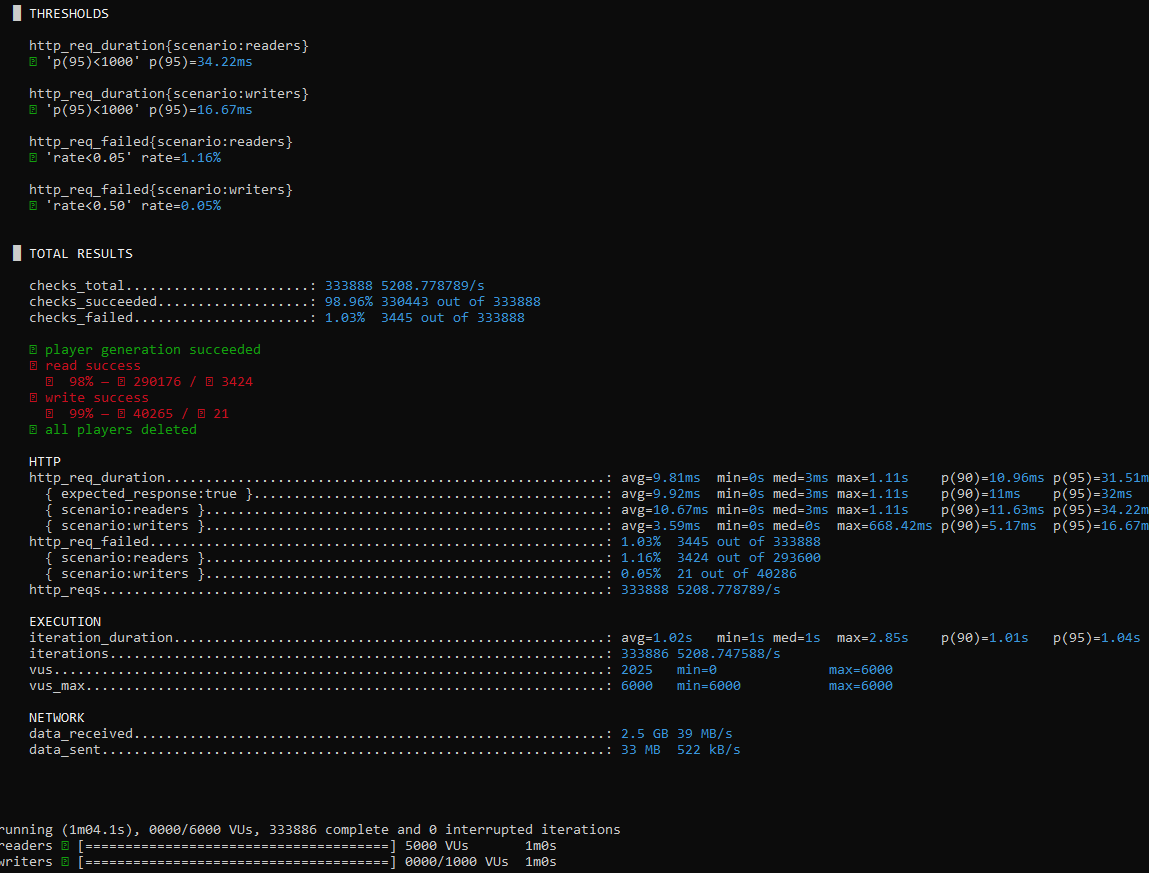 █ THRESHOLDS
http_req_duration{scenario:readers}
'p(95)<1000' p(95)=34.22ms
http_req_duration{scenario:writers}
'p(95)<1000' p(95)=16.67ms
http_req_failed{scenario:readers}
'rate<0.05' rate=1.16%
http_req_failed{scenario:writers}
'rate<0.50' rate=0.05%
█ TOTAL RESULTS
checks_total.......................: 333888 5208.778789/s
checks_succeeded...................: 98.96% 330443 out of 333888
checks_failed......................: 1.03%  3445 out of 333888
player generation succeeded
read success
98% — 290176 / 3424
write success
99% — 40265 / 21
all players deleted
HTTP
http_req_duration.......................................................: avg=9.81ms  min=0s med=3ms max=1.11s    p(90)=10.96ms p(95)=31.51m
{ expected_response:true }............................................: avg=9.92ms  min=0s med=3ms max=1.11s    p(90)=11ms    p(95)=32ms
{ scenario:readers }..................................................: avg=10.67ms min=0s med=3ms max=1.11s    p(90)=11.63ms p(95)=34.22m
{ scenario:writers }..................................................: avg=3.59ms  min=0s med=0s  max=668.42ms p(90)=5.17ms  p(95)=16.67m
http_req_failed.........................................................: 1.03%  3445 out of 333888
{ scenario:readers }..................................................: 1.16%  3424 out of 293600
{ scenario:writers }..................................................: 0.05%  21 out of 40286
http_reqs...............................................................: 333888 5208.778789/s
EXECUTION
iteration_duration......................................................: avg=1.02s   min=1s med=1s  max=2.85s    p(90)=1.01s   p(95)=1.04s
iterations..............................................................: 333886 5208.747588/s
vus.....................................................................: 2025   min=0              max=6000
vus_max.................................................................: 6000   min=6000           max=6000
NETWORK
data_received...........................................................: 2.5 GB 39 MB/s
data_sent...............................................................: 33 MB  522 kB/s
running (1m04.1s), 0000/6000 VUs, 333886 complete and 0 interrupted iterations
readers [======================================] 5000 VUs       1m0s
writers [======================================] 0000/1000 VUs  1m0s